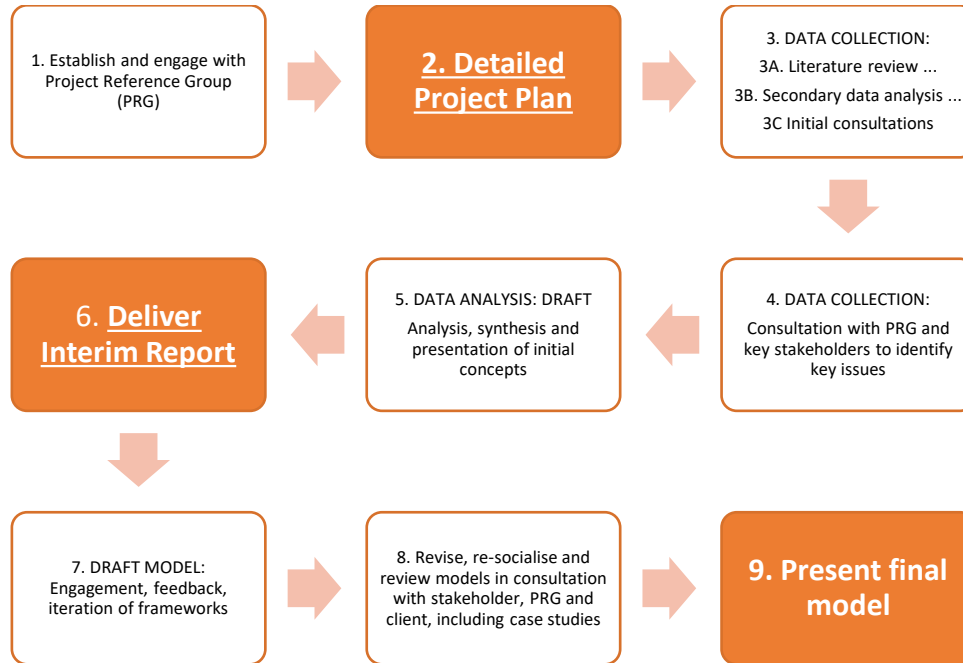 1. Establish and engage with
Project Reference Group
(PRG)
2. Detailed
Project Plan
3. DATA COLLECTION:
3A. Literature review ...
3B. Secondary data analysis ...
3C Initial consultations
4. DATA COLLECTION:
Consultation with PRG and
key stakeholders to identify
key issues
5. DATA ANALYSIS: DRAFT
Analysis, synthesis and
presentation of initial
concepts
6. Deliver
Interim Report
7. DRAFT MODEL:
Engagement, feedback,
iteration of frameworks
8. Revise, re-socialise and
review models in consultation
with stakeholder, PRG and
client, including case studies
9. Present final
model